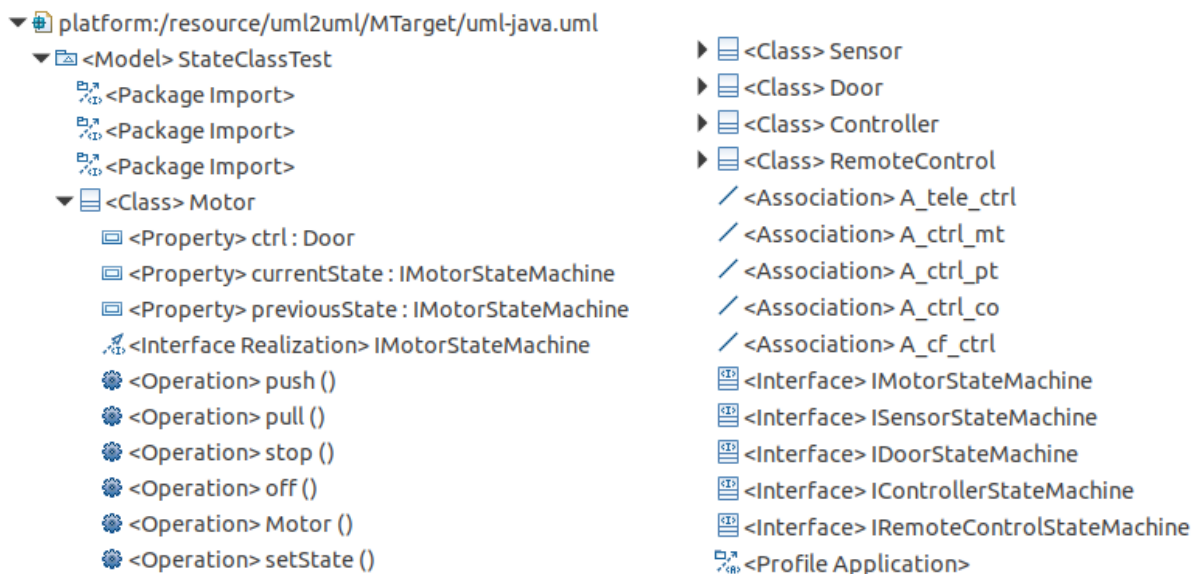 platform:/resource/uml2uml/MTarget/uml-java.uml
<Model> StateClassTest
<Package Import>
<Package Import>
<Package Import>
<Class> Motor
<Property> ctrl : Door
<Property> currentState : IMotorStateMachine
<Property> previousState : IMotorStateMachine
<Interface Realization> IMotorStateMachine
<Operation> push ()
<Operation> pull ()
<Operation> stop ()
<Operation> off ()
<Operation> Motor ()
<Operation> setState ()
<Class> Sensor
<Class> Door
<Class> Controller
<Class> RemoteControl
<Association> A_tele_ctrl
<Association> A_ctrl_mt
<Association> A_ctrl_pt
<Association> A_ctrl_co
<Association> A_cf_ctrl
<Interface> IMotorStateMachine
<Interface> ISensorStateMachine
<Interface> IDoorStateMachine
<Interface> IControllerStateMachine
<Interface> IRemoteControlStateMachine
<Profile Application>